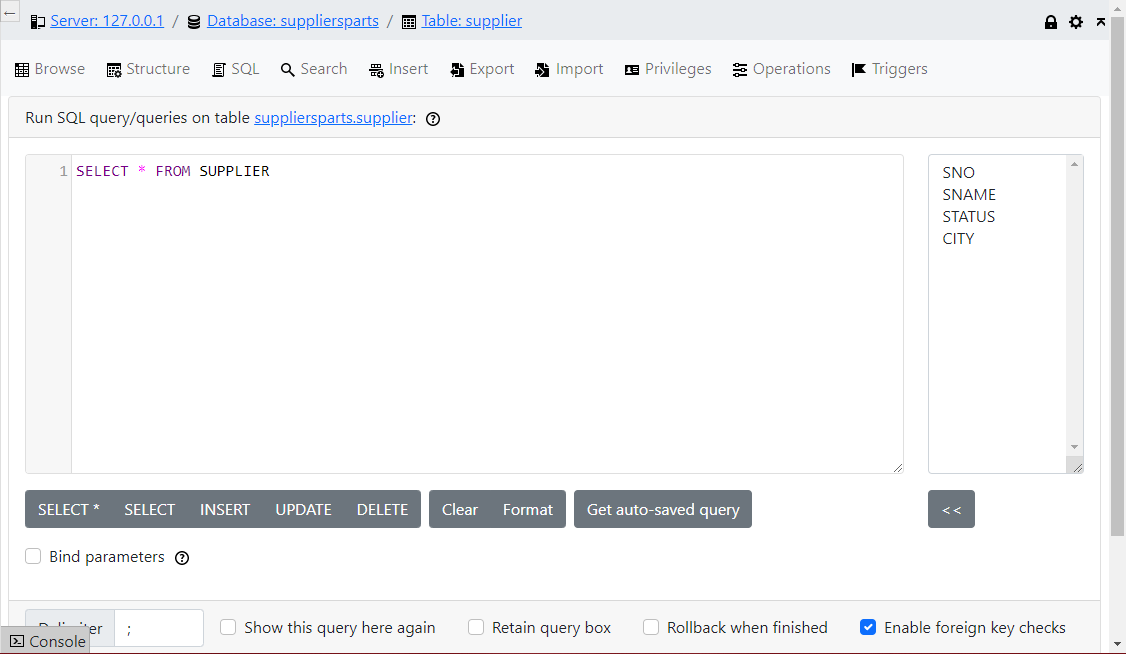 Server: 127.0.0.1 / Database: suppliersparts / Table: supplier
Browse Structure SQL Search Insert Export Import Privileges Operations Triggers
Run SQL query/queries on table suppliersparts.supplier:
1 SELECT * FROM SUPPLIER
SNO
SNAME
STATUS
CITY
SELECT * SELECT INSERT UPDATE DELETE Clear Format Get auto-saved query <<
Bind parameters
Delimiter ; Show this query here again Retain query box Rollback when finished Enable foreign key checks
Console